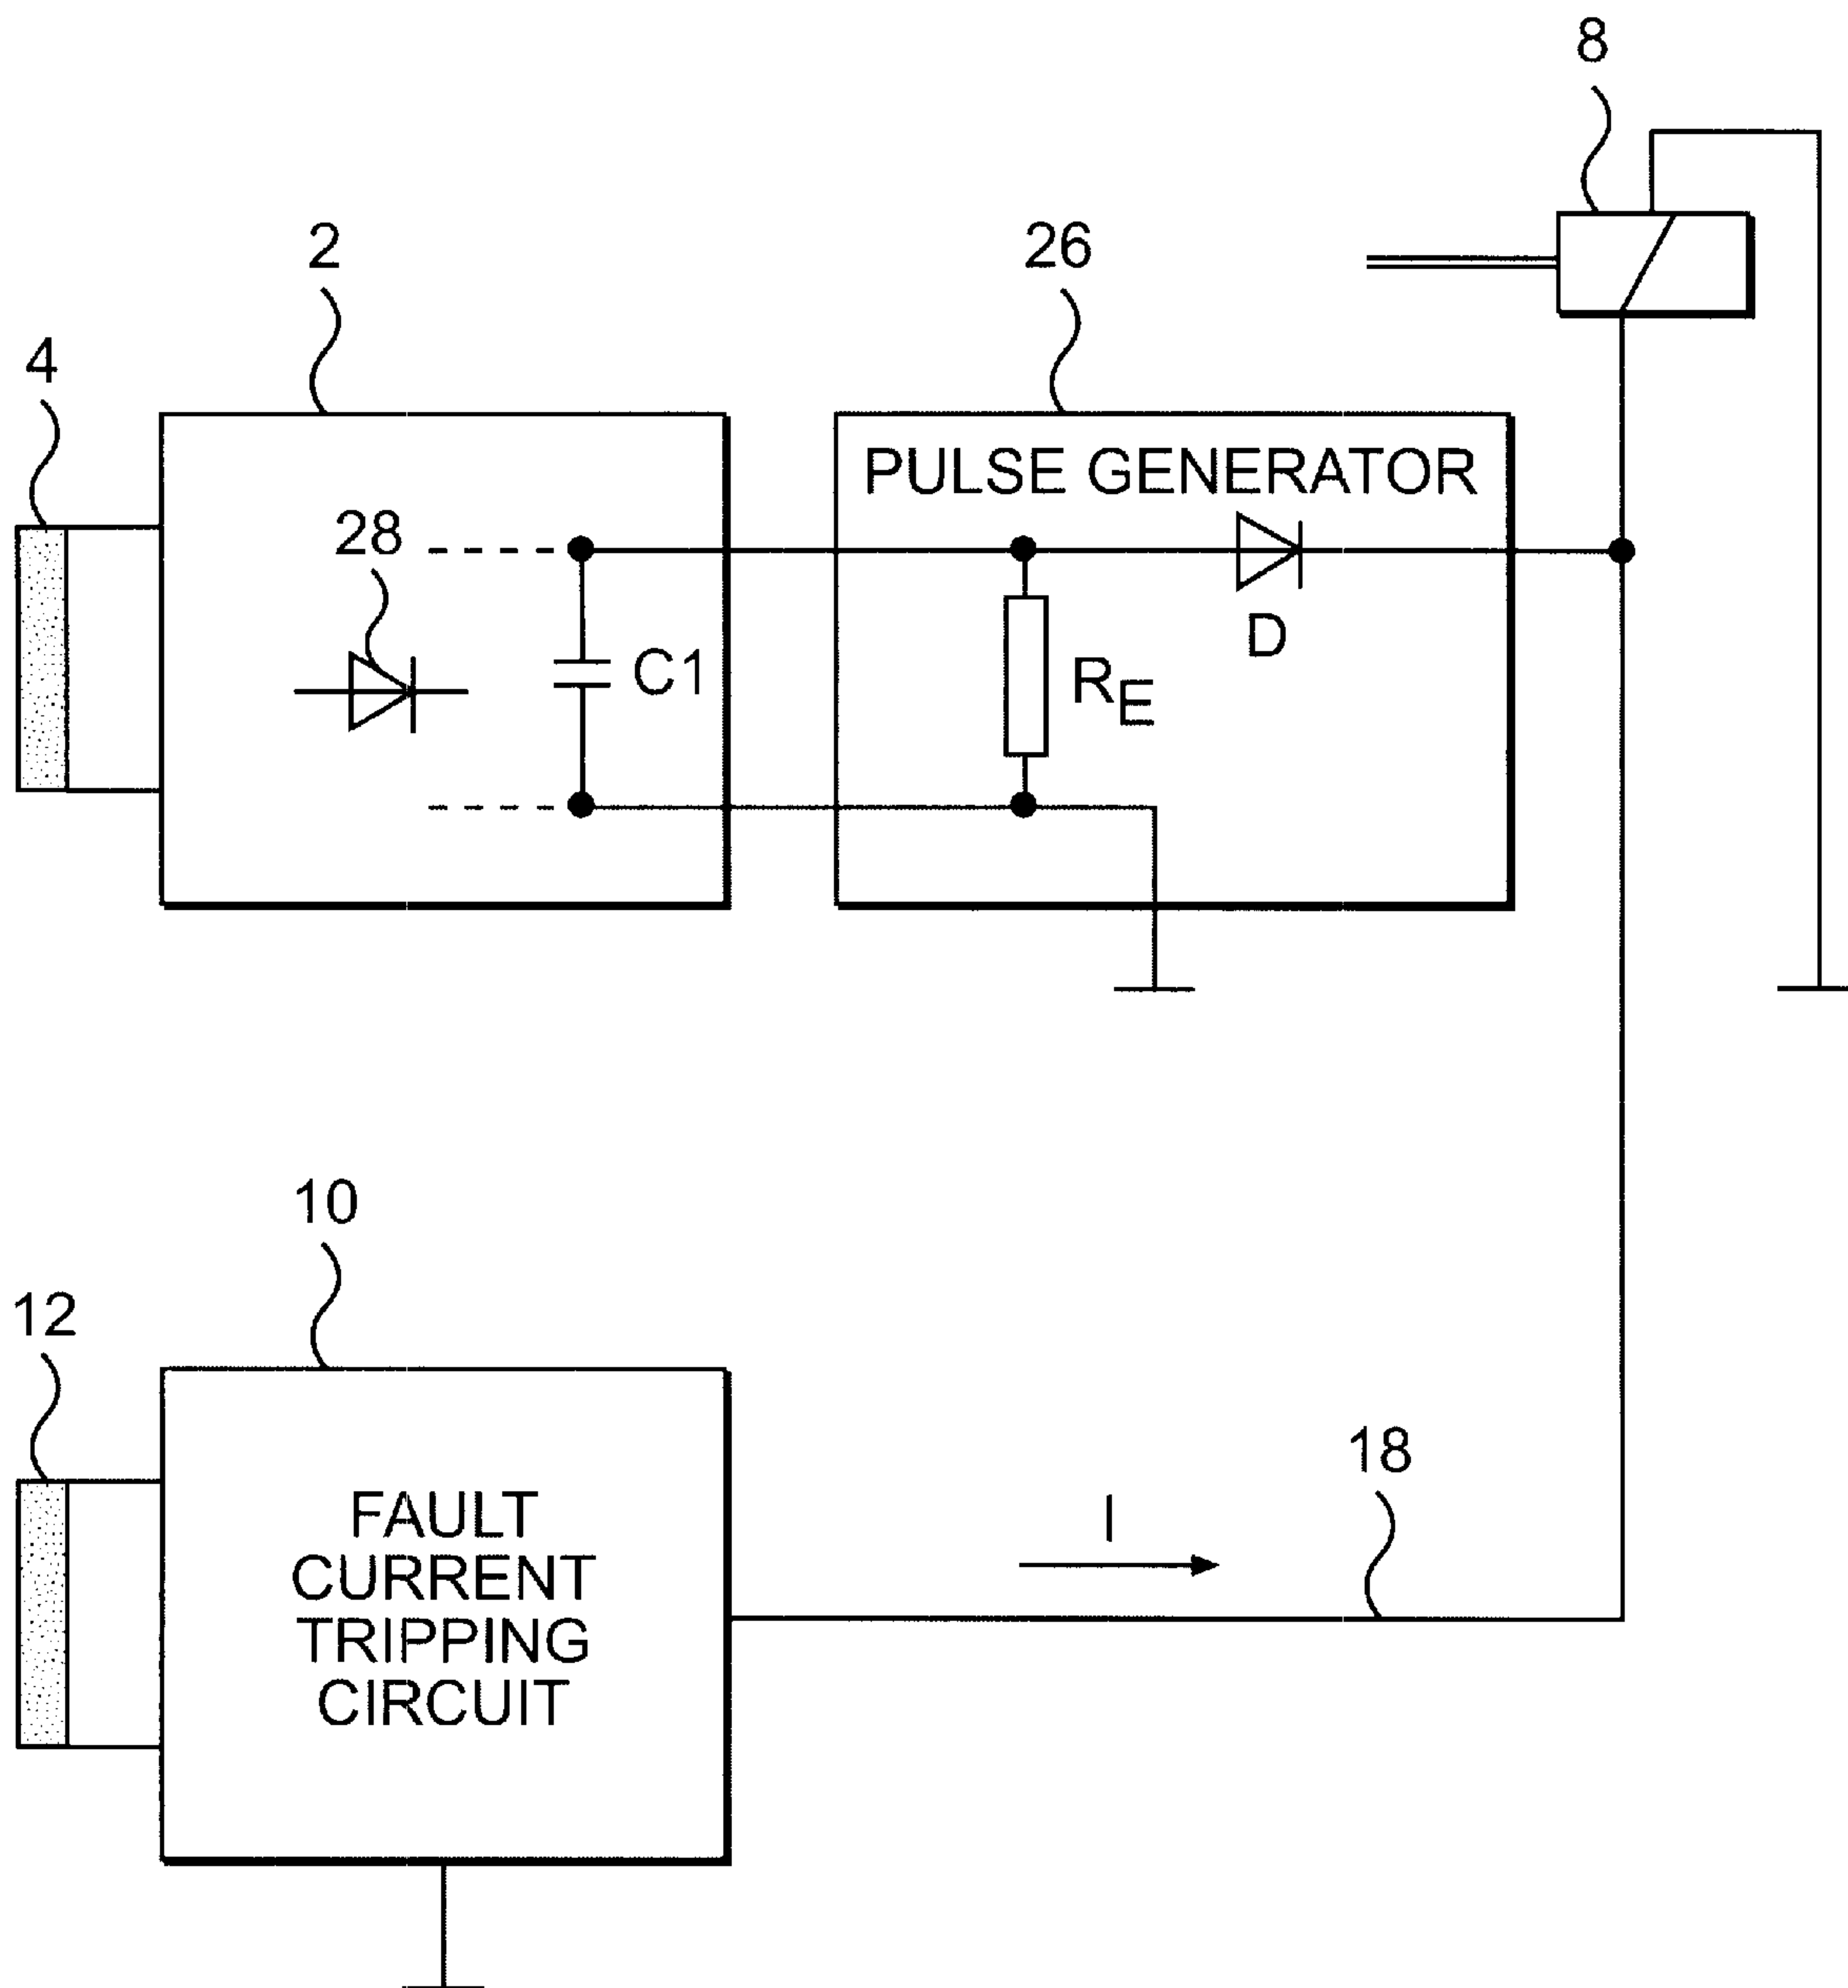 8
2
26
4
PULSE GENERATOR
28
D
C1
RE
10
12
18
I
FAULT
CURRENT
TRIPPING
CIRCUIT